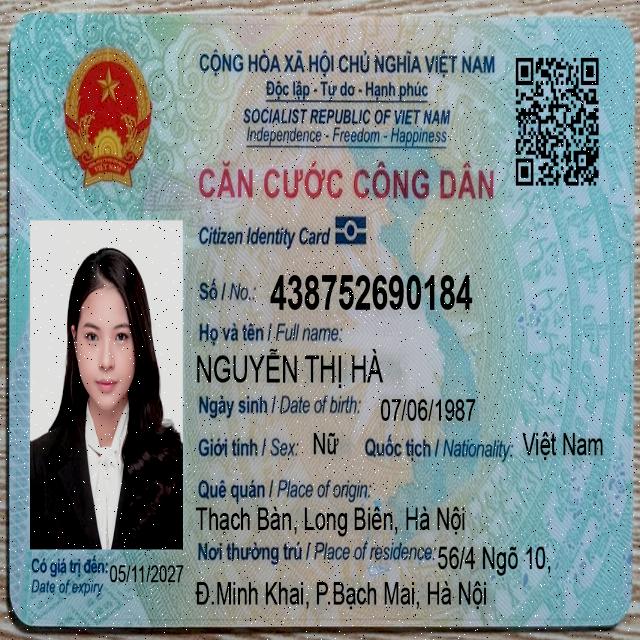 CỘNG HÒA XÃ HỘI CHỦ NGHĨA VIỆT NAM
Độc lập - Tự do - Hạnh phúc
SOCIALIST REPUBLIC OF VIET NAM
Independence - Freedom - Happiness
CĂN CƯỚC CÔNG DÂN
Citizen Identity Card
Số / No.: 438752690184
Họ và tên / Full name:
NGUYỄN THỊ HÀ
Ngày sinh / Date of birth: 07/06/1987
Giới tính / Sex: Nữ Quốc tịch / Nationality: Việt Nam
Quê quán / Place of origin:
Thạch Bàn, Long Biên, Hà Nội
Nơi thường trú / Place of residence: 56/4 Ngõ 10,
Đ.Minh Khai, P.Bạch Mai, Hà Nội
Có giá trị đến: 05/11/2027
Date of expiry
VIỆT NAM